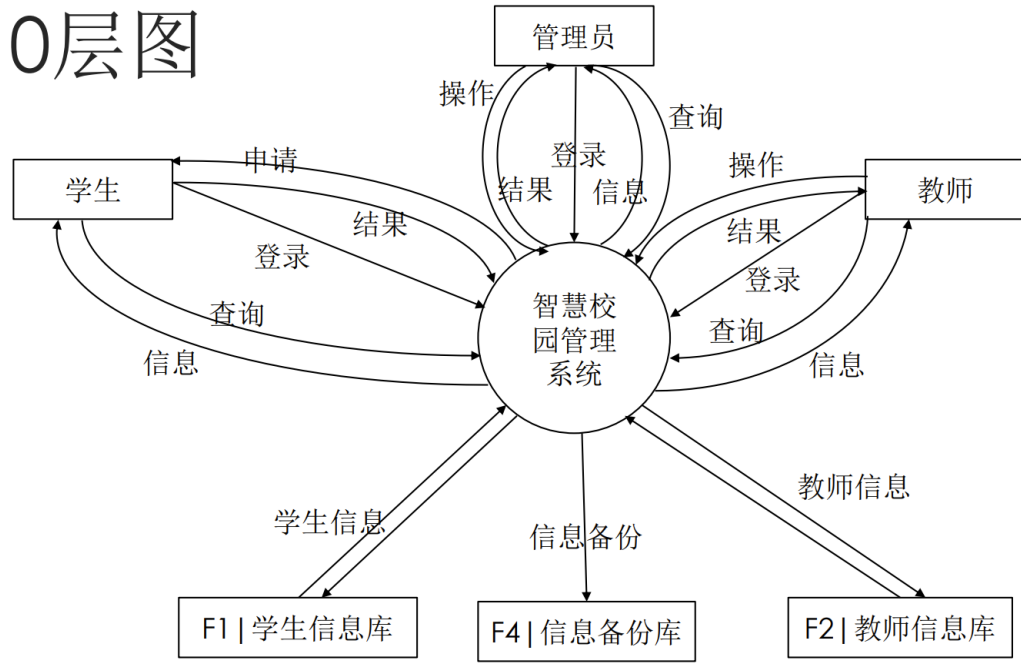 0层图
管理员
操作
查询
申请
登录
操作
学生
结果
信息
教师
结果
结果
登录
登录
智慧校
园管理
系统
查询
查询
信息
信息
学生信息
信息备份
教师信息
F1|学生信息库
F4|信息备份库
F2|教师信息库